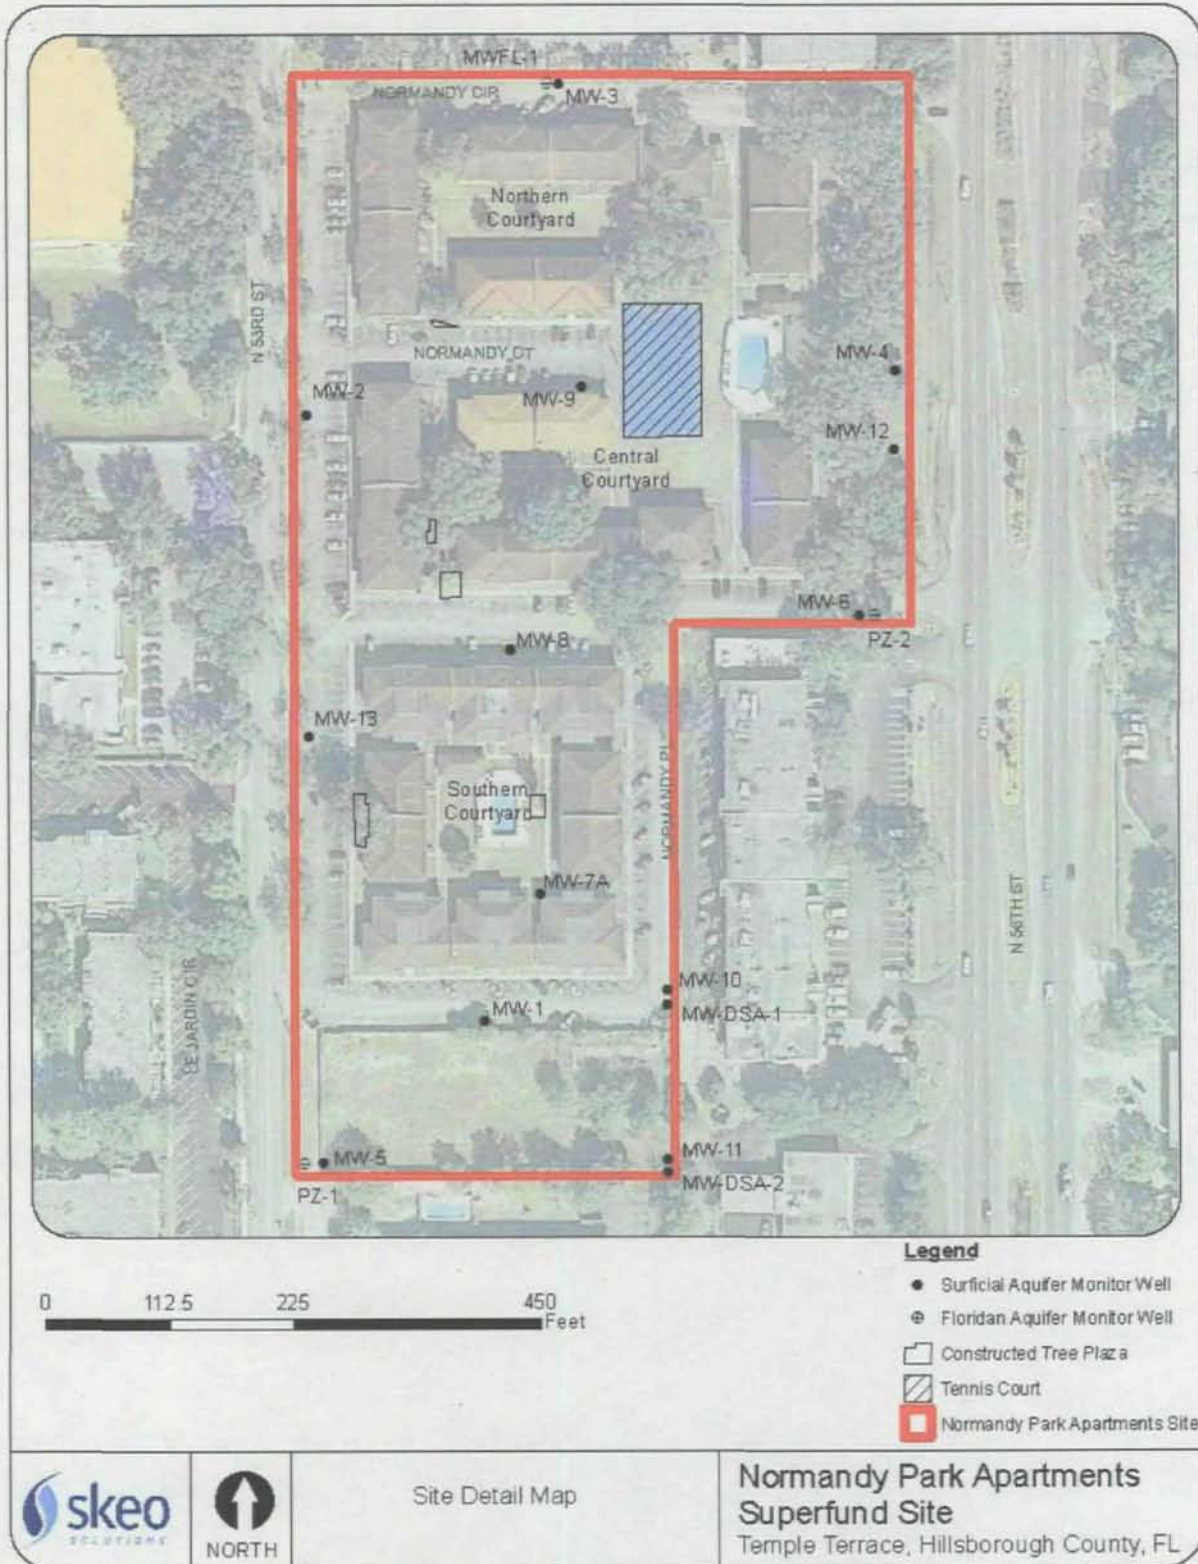 MWFL-1
NORMANDY CIR
MW-3
Northern
Courtyard
N 53RD ST
NORMANDY CT
MW-4
MW-2
MW-9
MW-12
Central
Courtyard
MW-6
PZ-2
MW-8
MW-13
NORMANDY PL
Southern
Courtyard
MW-7A
N 56TH ST
MW-10
MW-DSA-1
MW-1
LEJARDIN CIR
MW-11
MW-5
MW-DSA-2
PZ-1
Legend
Surficial Aquifer Monitor Well
Floridan Aquifer Monitor Well
Constructed Tree Plaza
Tennis Court
Normandy Park Apartments Site
0 112.5 225 450
Feet
skeo
SOLUTIONS
NORTH
Site Detail Map
Normandy Park Apartments
Superfund Site
Temple Terrace, Hillsborough County, FL